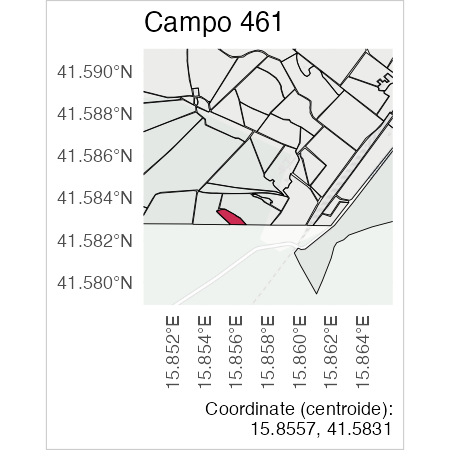 Campo 461
41.590°N
41.588°N
41.586°N
41.584°N
41.582°N
41.580°N
15.852°E
15.854°E
15.856°E
15.858°E
15.860°E
15.862°E
15.864°E
Coordinate (centroide):
15.8557, 41.5831